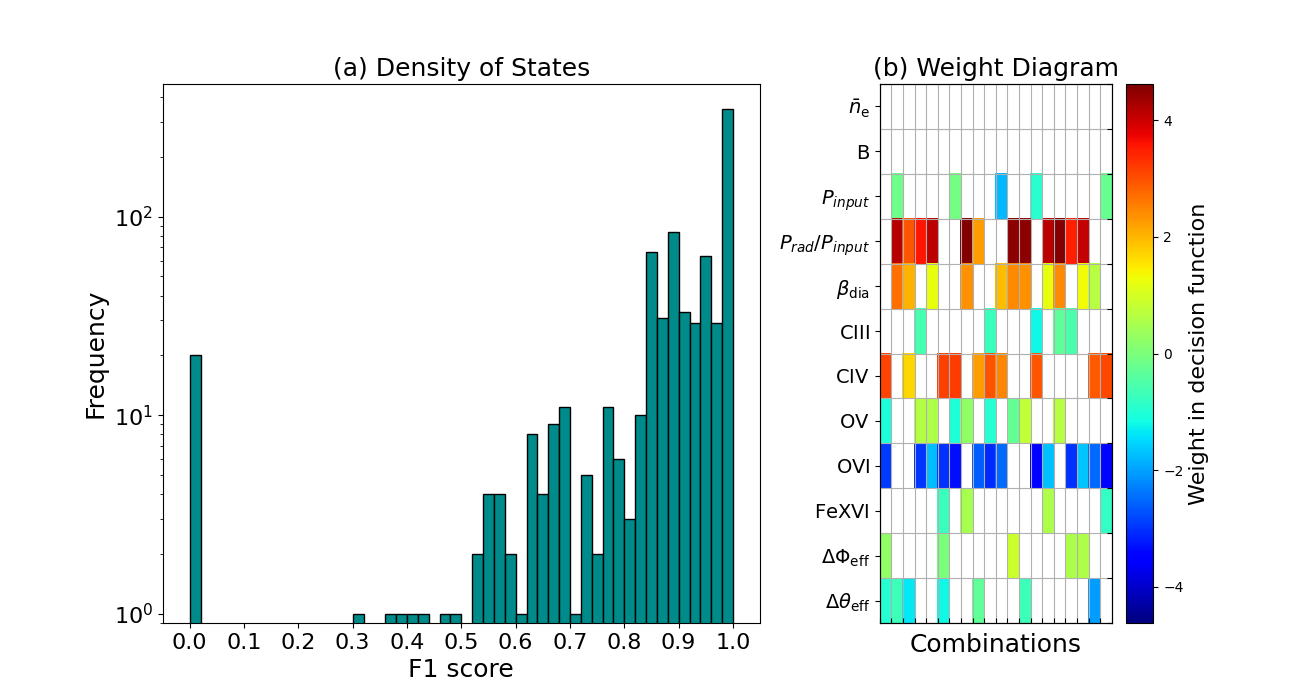 (a) Density of States
Frequency
10²
10¹
10⁰
0.0 0.1 0.2 0.3 0.4 0.5 0.6 0.7 0.8 0.9 1.0
F1 score
(b) Weight Diagram
n̄e
B
Pinput
Prad/Pinput
βdia
CIII
CIV
OV
OVI
FeXVI
ΔΦeff
Δθeff
Combinations
4
2
0
−2
−4
Weight in decision function